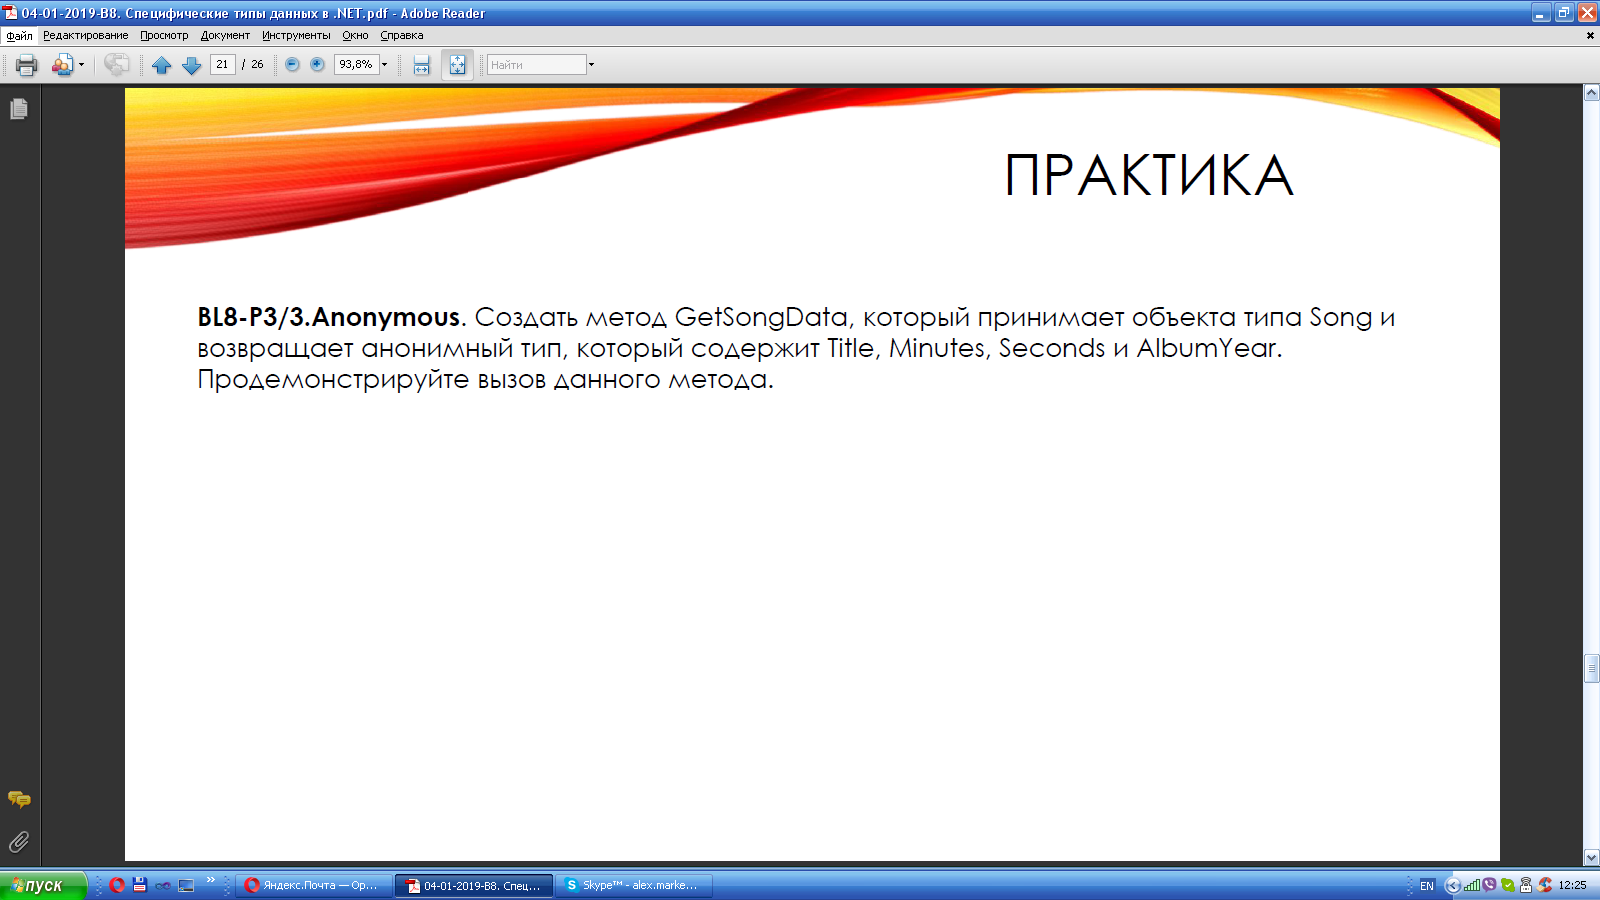 04-01-2019-B8. Специфические типы данных в .NET.pdf - Adobe Reader
Файл Редактирование Просмотр Документ Инструменты Окно Справка
21 / 26 93,8% Найти
ПРАКТИКА
BL8-P3/3.Anonymous. Создать метод GetSongData, который принимает объекта типа Song и
возвращает анонимный тип, который содержит Title, Minutes, Seconds и AlbumYear.
Продемонстрируйте вызов данного метода.
пуск Яндекс.Почта — Op... 04-01-2019-B8. Спец... Skype™ - alex.marke... EN 12:25